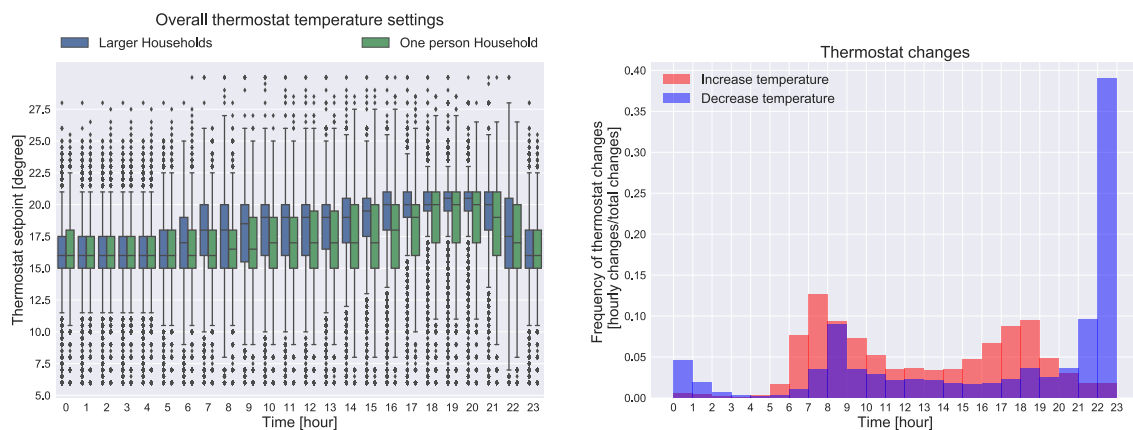 Overall thermostat temperature settings
Larger Households
One person Household
Thermostat setpoint [degree]
27.5
25.0
22.5
20.0
17.5
15.0
12.5
10.0
7.5
5.0
0 1 2 3 4 5 6 7 8 9 10 11 12 13 14 15 16 17 18 19 20 21 22 23
Time [hour]
Thermostat changes
Increase temperature
Decrease temperature
Frequency of thermostat changes
[hourly changes/total changes]
0.40
0.35
0.30
0.25
0.20
0.15
0.10
0.05
0.00
0 1 2 3 4 5 6 7 8 9 10 11 12 13 14 15 16 17 18 19 20 21 22 23
Time [hour]